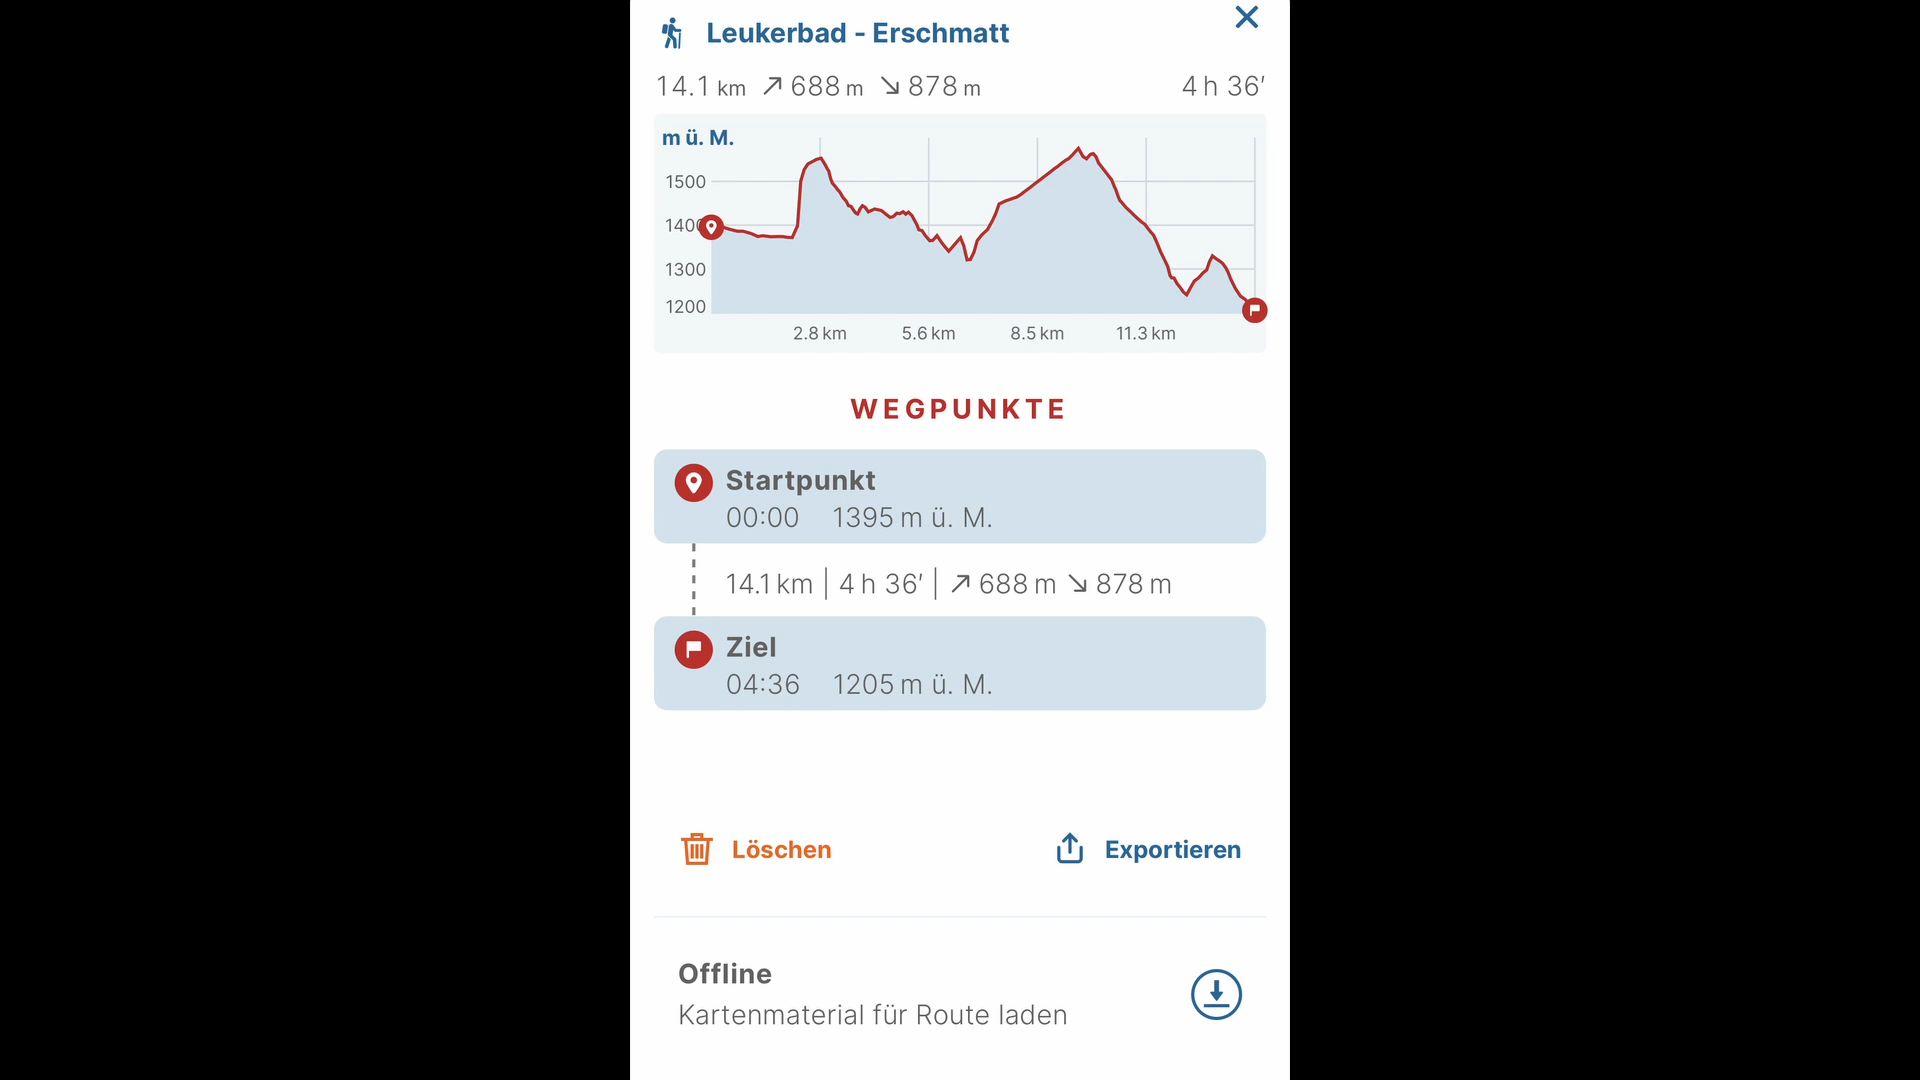 Leukerbad - Erschmatt
14.1 km ↗ 688 m ↘ 878 m 4 h 36′
m ü. M.
1500
1400
1300
1200
2.8 km 5.6 km 8.5 km 11.3 km
WEGPUNKTE
Startpunkt
00:00 1395 m ü. M.
14.1 km | 4 h 36′ | ↗ 688 m ↘ 878 m
Ziel
04:36 1205 m ü. M.
Löschen Exportieren
Offline
Kartenmaterial für Route laden